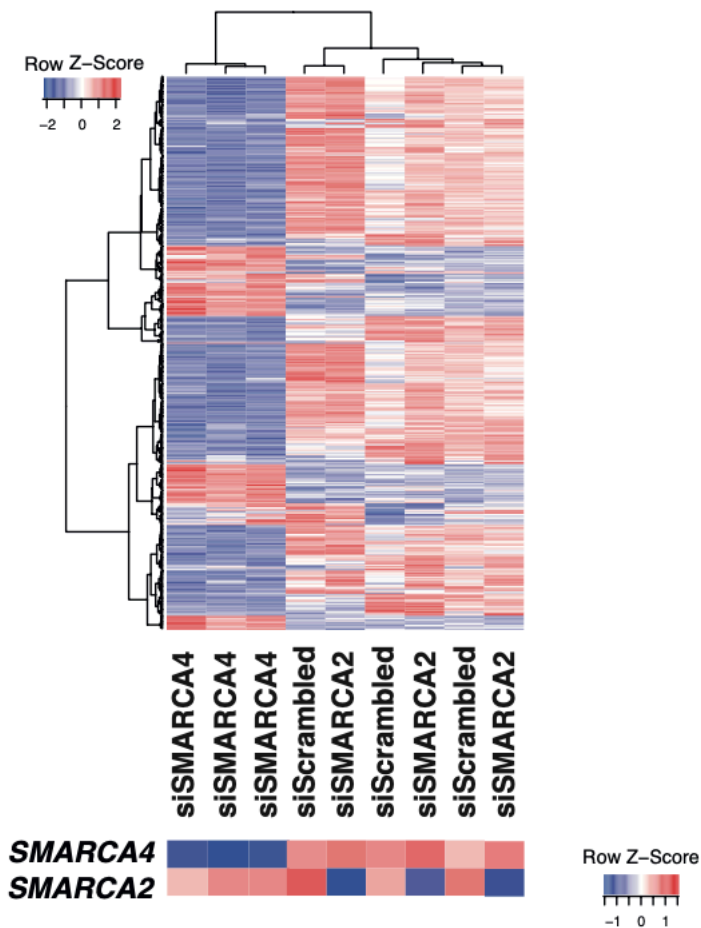 Row Z-Score
-2 0 2
siSMARCA4
siSMARCA4
siSMARCA4
siScrambled
siSMARCA2
siScrambled
siSMARCA2
siScrambled
siSMARCA2
SMARCA4
SMARCA2
Row Z-Score
-1 0 1